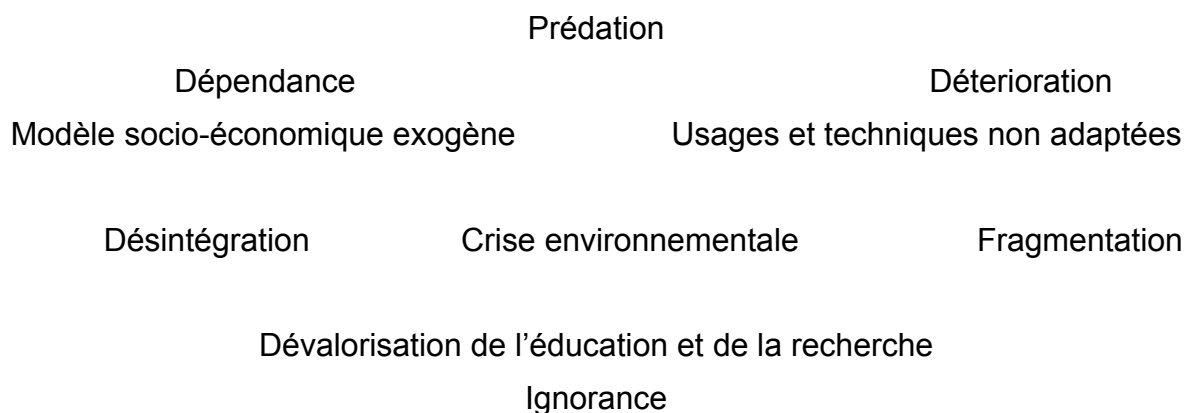 Prédation
Dépendance Déterioration
Modèle socio-économique exogène Usages et techniques non adaptées
Désintégration Crise environnementale Fragmentation
Dévalorisation de l’éducation et de la recherche
Ignorance